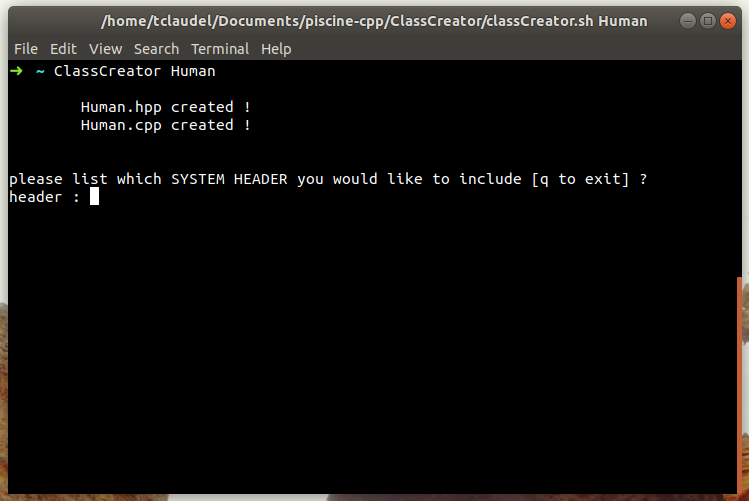 /home/tclaudel/Documents/piscine-cpp/ClassCreator/classCreator.sh Human
File Edit View Search Terminal Help
➜ ~ ClassCreator Human
Human.hpp created !
Human.cpp created !
please list which SYSTEM HEADER you would like to include [q to exit] ?
header :